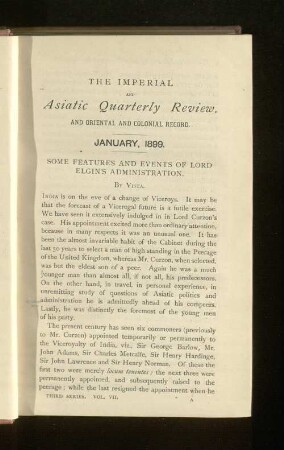 THE IMPERIAL
AND
Asiatic Quarterly Review,
AND ORIENTAL AND COLONIAL RECORD.
JANUARY, 1899.
SOME FEATURES AND EVENTS OF LORD
ELGIN'S ADMINISTRATION.
BY
INDIA is on the eve of a change of Viceroys. It may be
that the forecast of a Viceregal future is a futile exercise.
We have seen it extensively indulged in in Lord Curzon's
case. His appointment excited more than ordinary attention,
because in many respects it was an unusual one. It has
been the almost invariable habit of the Cabinet during the
last 50 years to select a man of high standing in the Peerage
of the United Kingdom, whereas Mr. Curzon, when selected,
was but the eldest son of a peer. Again he was a much
younger man than almost all, if not all, his predecessors.
On the other hand, in travel, in personal experience, in
unremitting study of questions of Asiatic politics and
administration he is admittedly ahead of his compeers.
Lastly, he was distinctly the foremost of the young men
of his party.
The present century has seen six commoners (previously
to Mr. Curzon) appointed temporarily or permanently to
the Viceroyalty of India, viz., Sir George Barlow, Mr.
John Adams, Sir Charles Metcalfe, Sir Henry Hardinge,
Sir John Lawrence and Sir Henry Norman. Of these the
first two were merely locum tenentes; the next three were
permanently appointed, and subsequently raised to the
peerage; while the last resigned the appointment when he
THIRD SERIES. VOL. VII. A